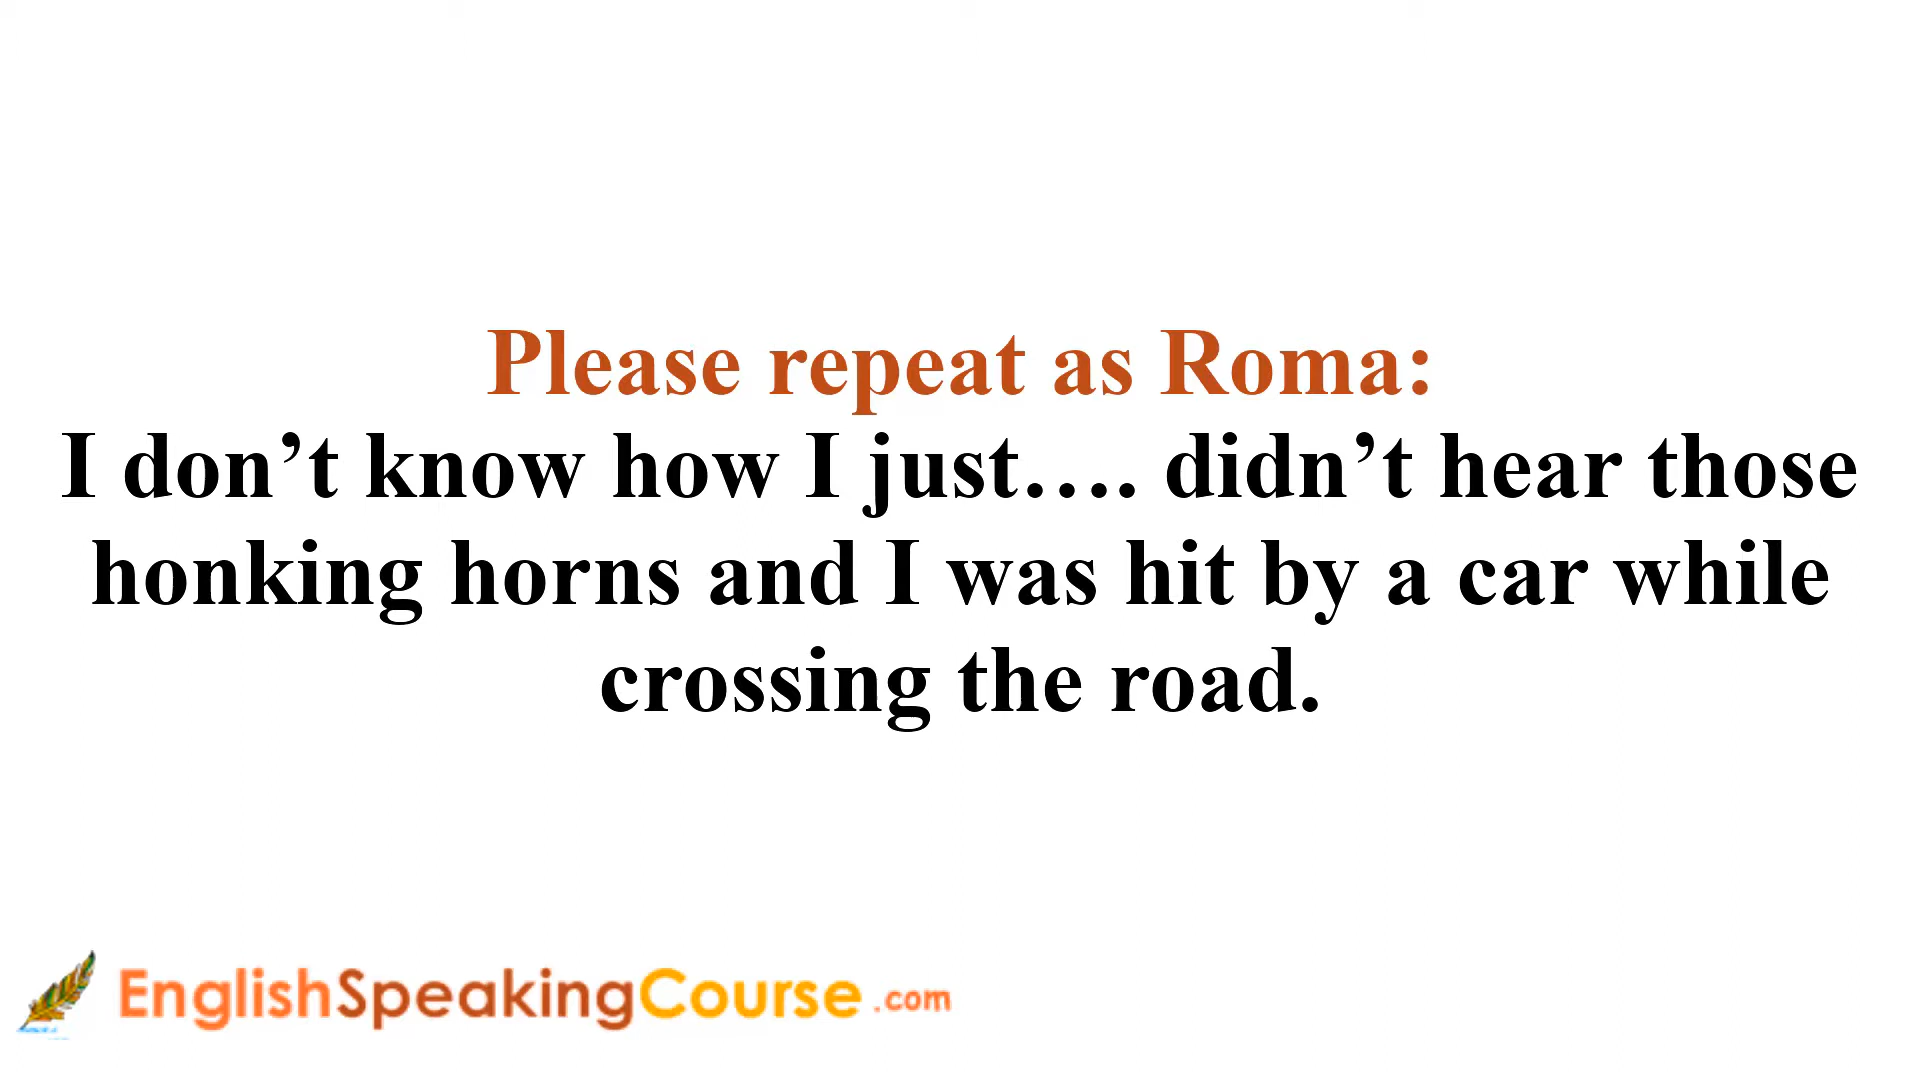 Please repeat as Roma:
I don’t know how I just…. didn’t hear those
honking horns and I was hit by a car while
crossing the road.
EnglishSpeakingCourse.com